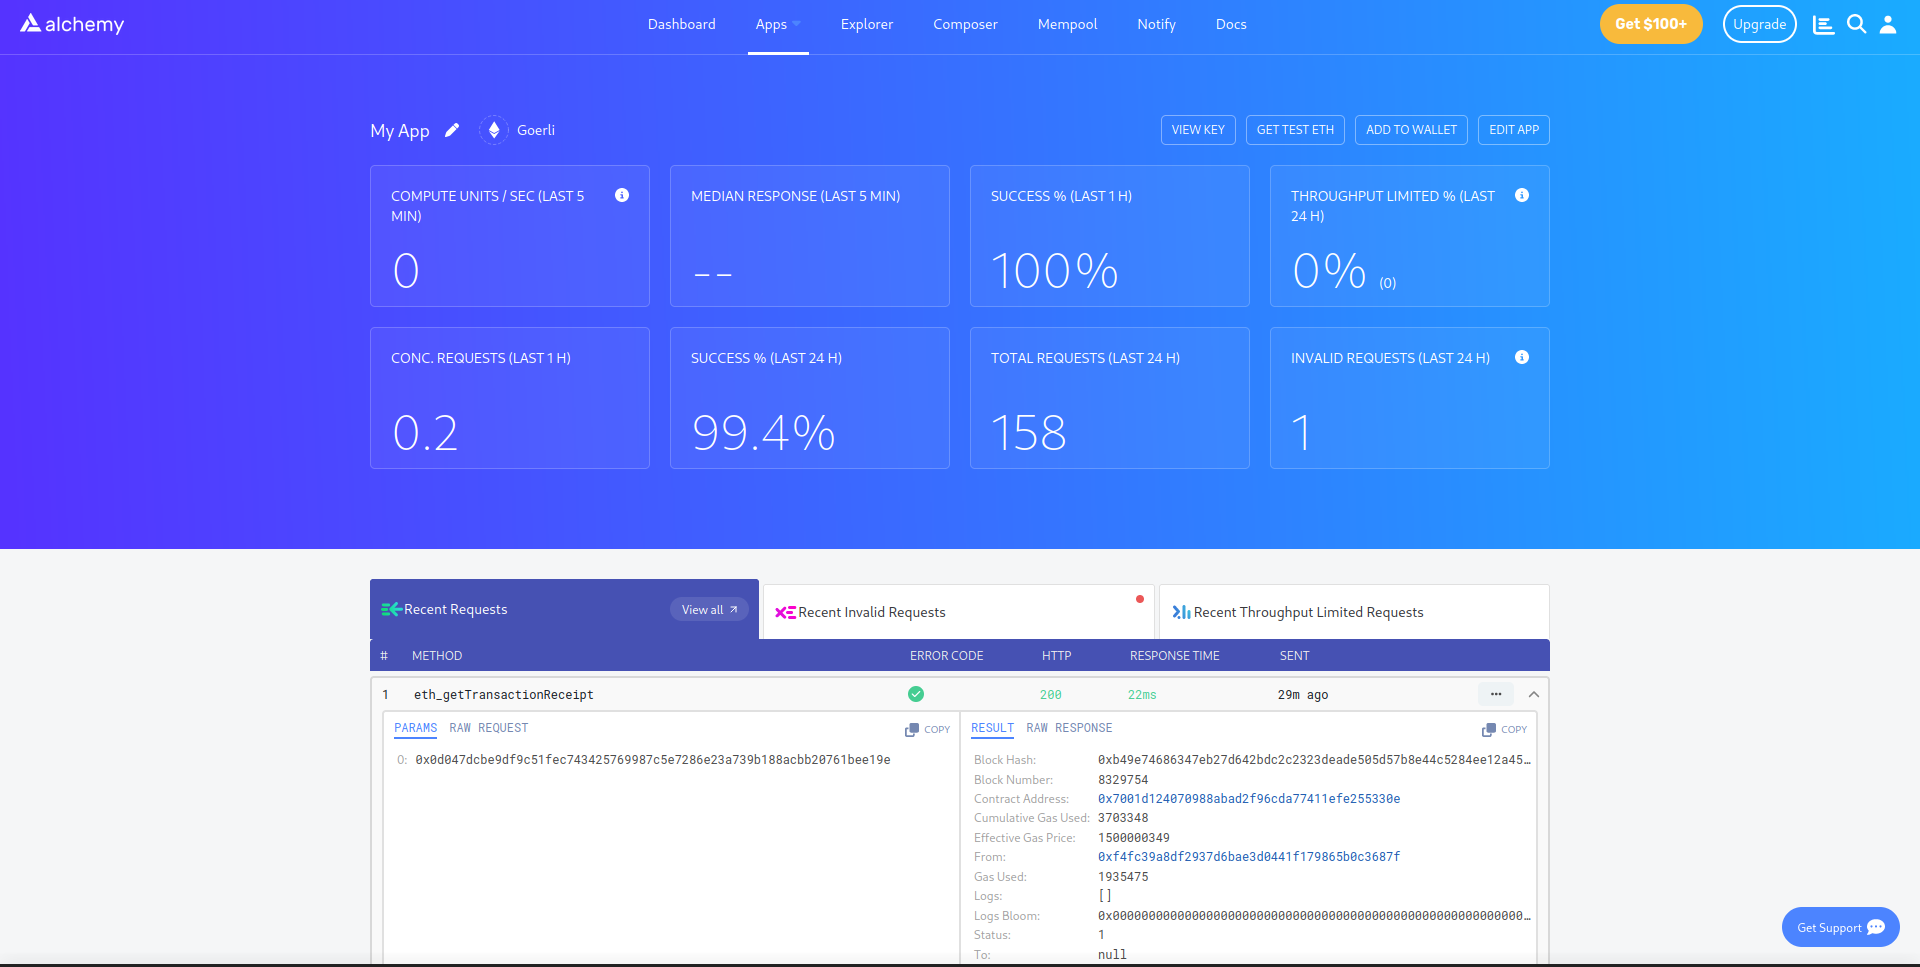 alchemy
Dashboard Apps Explorer Composer Mempool Notify Docs Get $100+ Upgrade
My App Goerli VIEW KEY GET TEST ETH ADD TO WALLET EDIT APP
COMPUTE UNITS / SEC (LAST 5 MIN)
0
MEDIAN RESPONSE (LAST 5 MIN)
--
SUCCESS % (LAST 1 H)
100%
THROUGHPUT LIMITED % (LAST 24 H)
0% (0)
CONC. REQUESTS (LAST 1 H)
0.2
SUCCESS % (LAST 24 H)
99.4%
TOTAL REQUESTS (LAST 24 H)
158
INVALID REQUESTS (LAST 24 H)
1
Recent Requests View all ↗ Recent Invalid Requests Recent Throughput Limited Requests
# METHOD ERROR CODE HTTP RESPONSE TIME SENT
1 eth_getTransactionReceipt 200 22ms 29m ago
PARAMS RAW REQUEST COPY
0: 0x0d047dcbe9df9c51fec743425769987c5e7286e23a739b188acbb20761bee19e
RESULT RAW RESPONSE COPY
Block Hash: 0xb49e74686347eb27d642bdc2c2323deade505d57b8e44c5284ee12a45…
Block Number: 8329754
Contract Address: 0x7001d124070988abad2f96cda77411efe255330e
Cumulative Gas Used: 3703348
Effective Gas Price: 1500000349
From: 0xf4fc39a8df2937d6bae3d0441f179865b0c3687f
Gas Used: 1935475
Logs: []
Logs Bloom: 0x000000000000000000000000000000000000000000000000000000000…
Status: 1
To: null
Get Support